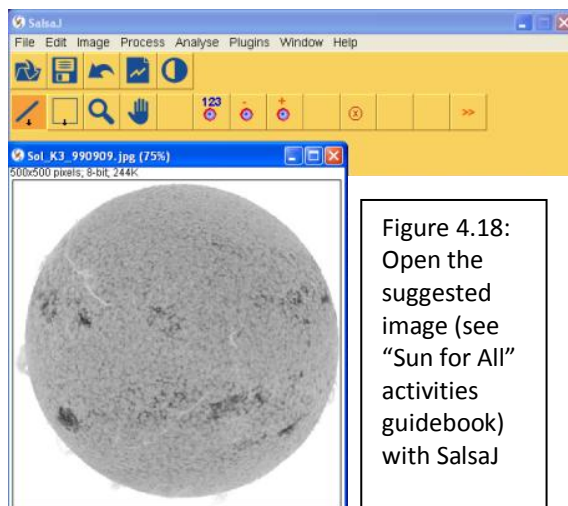 SalsaJ
File Edit Image Process Analyse Plugins Window Help
123
- +
>>
Sol_K3_990909.jpg (75%)
500x500 pixels; 8-bit; 244K
Figure 4.18:
Open the
suggested
image (see
“Sun for All”
activities
guidebook)
with SalsaJ